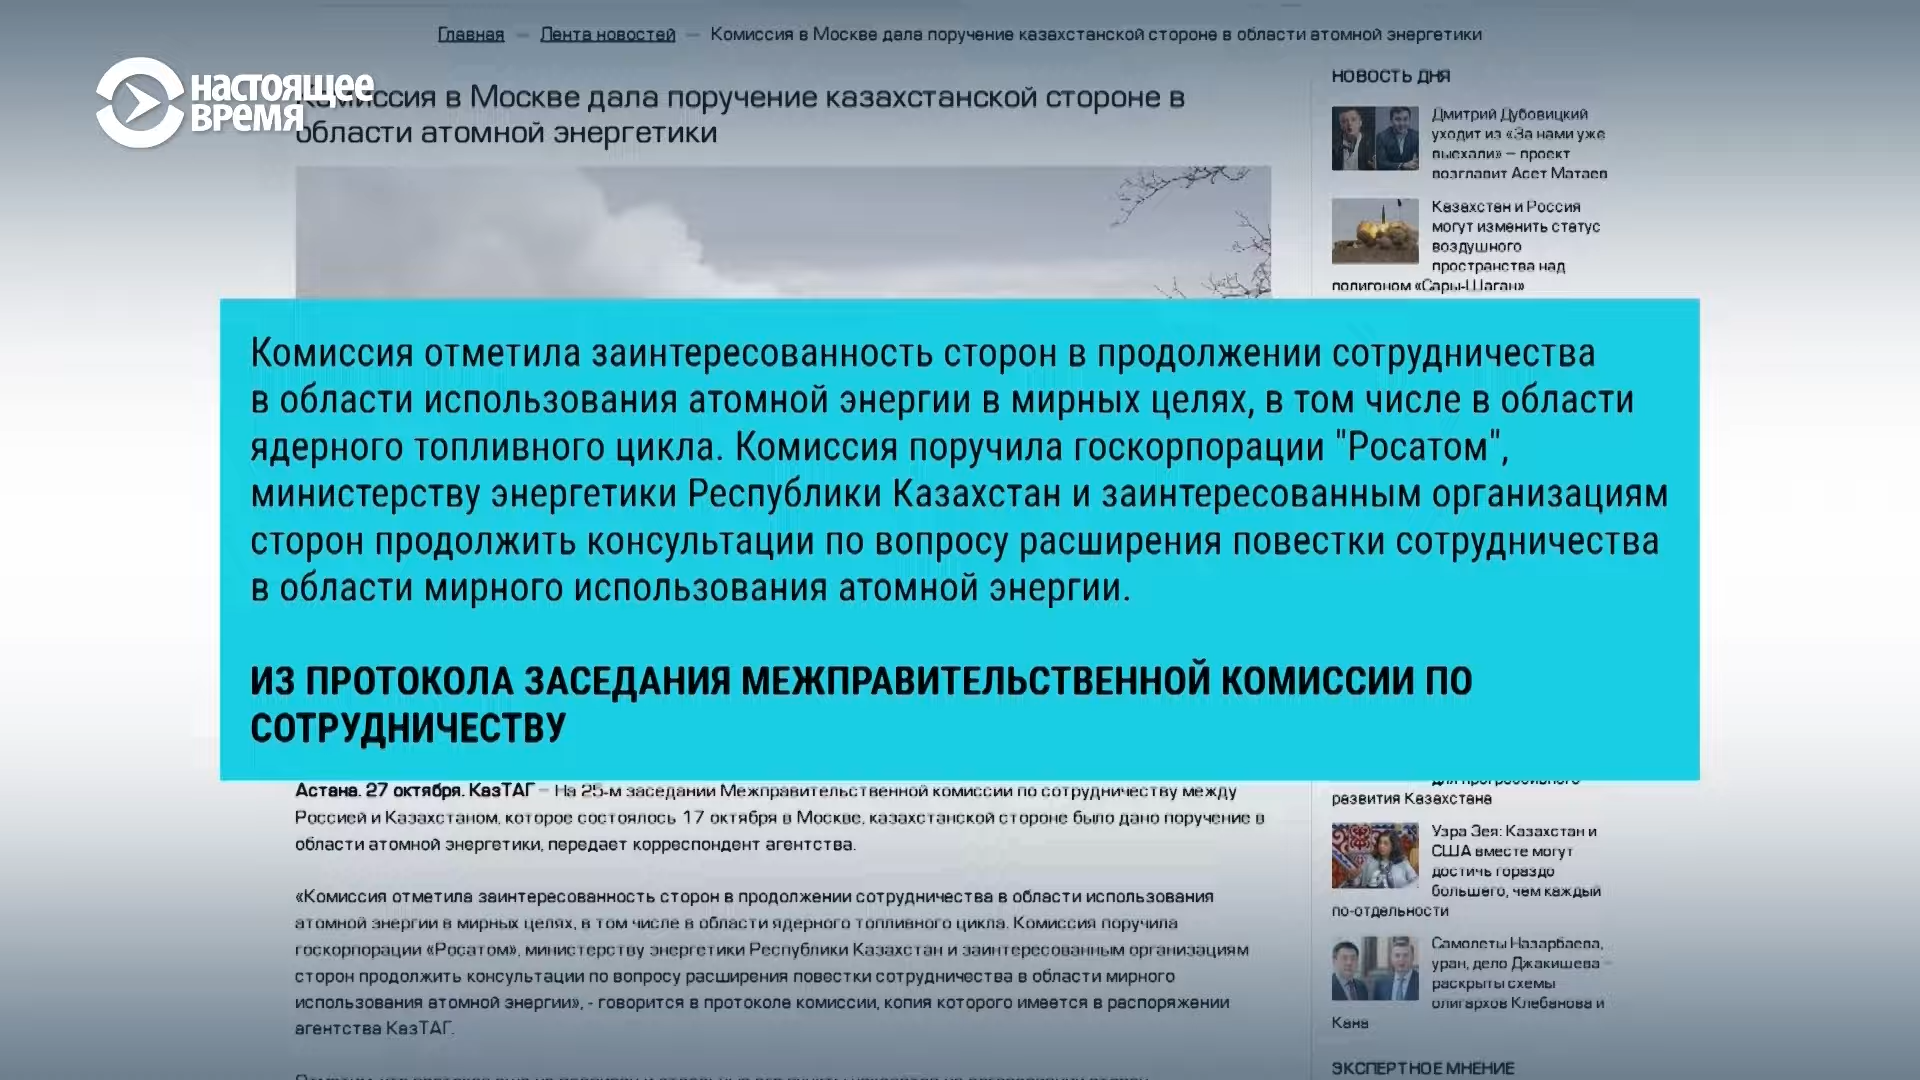 Главная — Лента новостей — Комиссия в Москве дала поручение казахстанской стороне в области атомной энергетики
НАСТОЯЩЕЕ
ВРЕМЯ
Комиссия в Москве дала поручение казахстанской стороне в
области атомной энергетики
НОВОСТЬ ДНЯ
Дмитрий Дубовицкий
уходит из «За нами уже
выехали» – проект
возглавит Асет Матаев
Казахстан и Россия
могут изменить статус
воздушного
пространства над
полигоном «Сары-Шаган»
Комиссия отметила заинтересованность сторон в продолжении сотрудничества
в области использования атомной энергии в мирных целях, в том числе в области
ядерного топливного цикла. Комиссия поручила госкорпорации "Росатом",
министерству энергетики Республики Казахстан и заинтересованным организациям
сторон продолжить консультации по вопросу расширения повестки сотрудничества
в области мирного использования атомной энергии.
ИЗ ПРОТОКОЛА ЗАСЕДАНИЯ МЕЖПРАВИТЕЛЬСТВЕННОЙ КОМИССИИ ПО
СОТРУДНИЧЕСТВУ
Астана. 27 октября. КазТАГ – На 25-м заседании Межправительственной комиссии по сотрудничеству между
Россией и Казахстаном, которое состоялось 17 октября в Москве, казахстанской стороне было дано поручение в
области атомной энергетики, передает корреспондент агентства.
«Комиссия отметила заинтересованность сторон в продолжении сотрудничества в области использования
атомной энергии в мирных целях, в том числе в области ядерного топливного цикла. Комиссия поручила
госкорпорации «Росатом», министерству энергетики Республики Казахстан и заинтересованным организациям
сторон продолжить консультации по вопросу расширения повестки сотрудничества в области мирного
использования атомной энергии», - говорится в протоколе комиссии, копия которого имеется в распоряжении
агентства КазТАГ.
для прогрессивного
развития Казахстана
Узра Зея: Казахстан и
США вместе могут
достичь гораздо
большего, чем каждый
по-отдельности
Самолеты Назарбаева,
уран, дело Джакишева –
раскрыты схемы
олигархов Клебанова и
Кана
ЭКСПЕРТНОЕ МНЕНИЕ